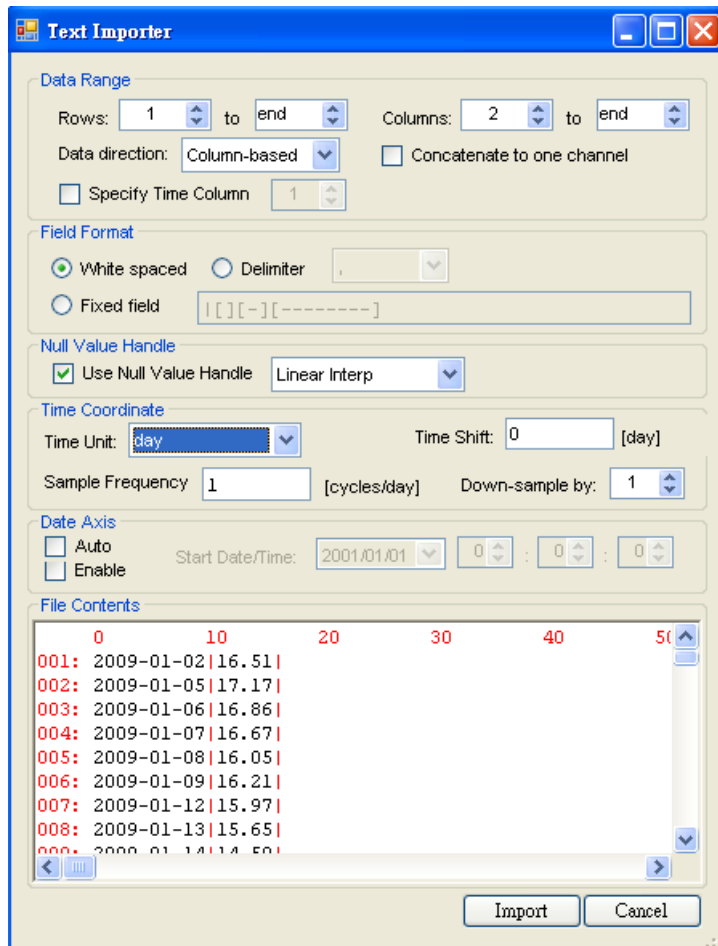 Text Importer
Data Range
Rows: 1 to end Columns: 2 to end
Data direction: Column-based Concatenate to one channel
Specify Time Column 1
Field Format
White spaced Delimiter ,
Fixed field |[][-][--------]
Null Value Handle
Use Null Value Handle Linear Interp
Time Coordinate
Time Unit: day Time Shift: 0 [day]
Sample Frequency 1 [cycles/day] Down-sample by: 1
Date Axis
Auto
Start Date/Time: 2001/01/01 0 : 0 : 0
Enable
File Contents
0 10 20 30 40
001: 2009-01-02|16.51|
002: 2009-01-05|17.17|
003: 2009-01-06|16.86|
004: 2009-01-07|16.67|
005: 2009-01-08|16.05|
006: 2009-01-09|16.21|
007: 2009-01-12|15.97|
008: 2009-01-13|15.65|
009: 2009-01-14|
Import Cancel